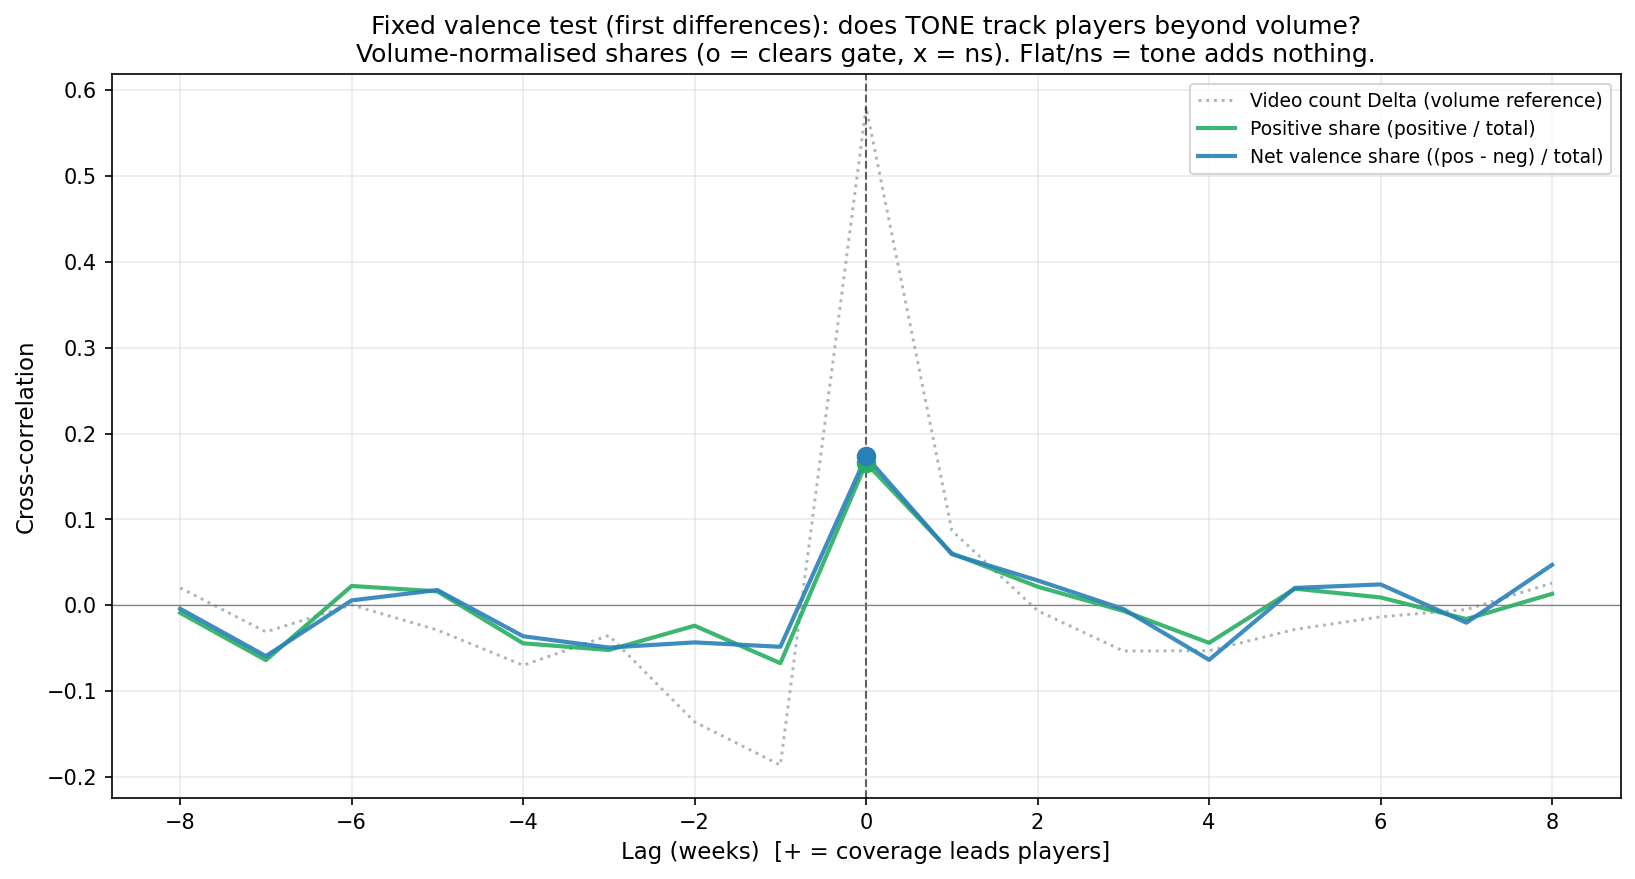 Fixed valence test (first differences): does TONE track players beyond volume?
Volume-normalised shares (o = clears gate, x = ns). Flat/ns = tone adds nothing.
Video count Delta (volume reference)
Positive share (positive / total)
Net valence share ((pos - neg) / total)
Cross-correlation
0.6
0.5
0.4
0.3
0.2
0.1
0.0
−0.1
−0.2
−8 −6 −4 −2 0 2 4 6 8
Lag (weeks)  [+ = coverage leads players]